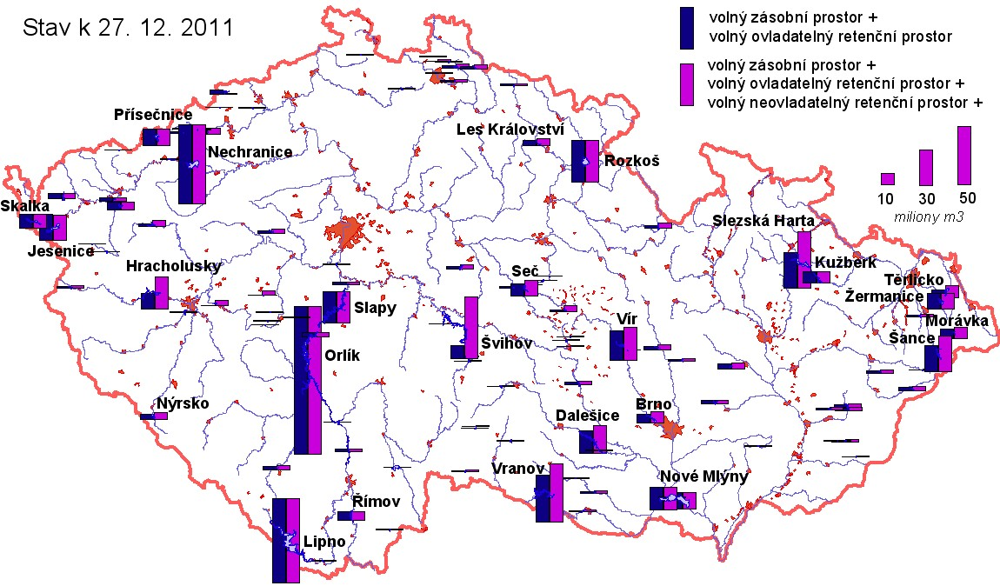 Stav k 27. 12. 2011
volný zásobní prostor +
volný ovladatelný retenční prostor
volný zásobní prostor +
volný ovladatelný retenční prostor +
volný neovladatelný retenční prostor +
10 30 50
miliony m3
Přísečnice
Nechranice
Les Království
Rozkoš
Skalka
Jesenice
Slezská Harta
Kužberk
Hracholusky
Seč
Těrlicko
Žermanice
Slapy
Morávka
Vír
Šance
Švihov
Orlík
Nýrsko
Brno
Dalešice
Vranov
Nové Mlýny
Římov
Lipno